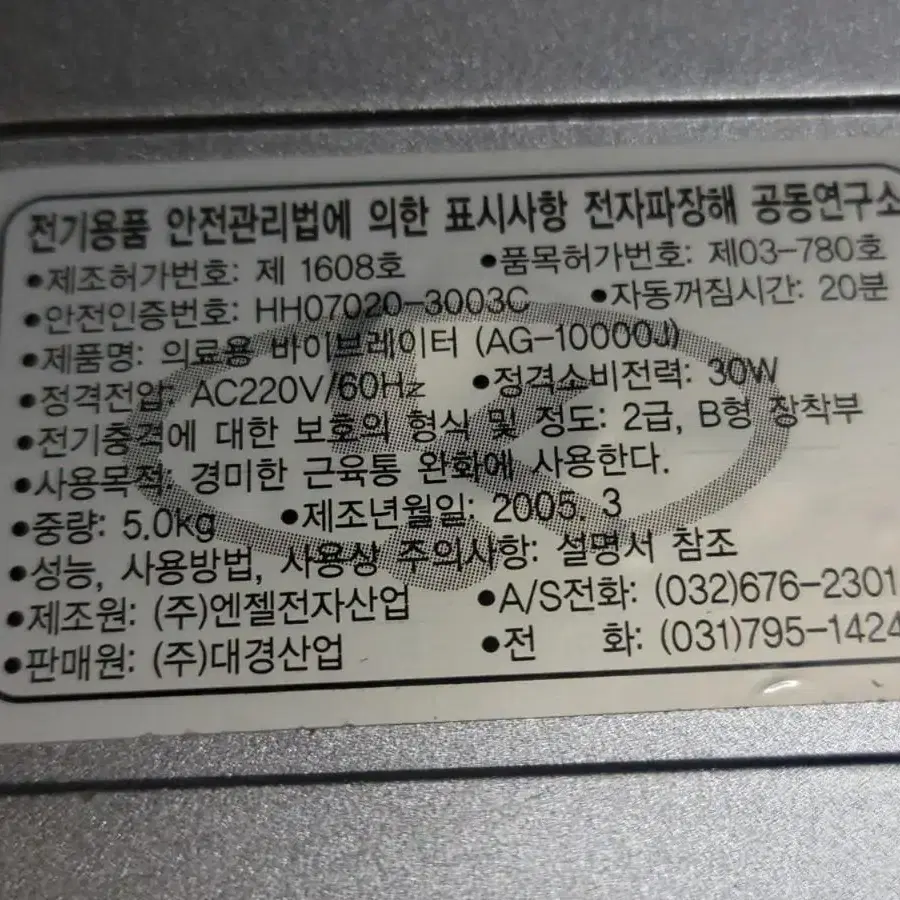 전기용품 안전관리법에 의한 표시사항 전자파장해 공동연구소
•제조허가번호: 제 1608호 •품목허가번호: 제03-780호
•안전인증번호: HH07020-3003C •자동꺼짐시간: 20분
•제품명: 의료용 바이브레이터 (AG-10000J)
•정격전압: AC220V/60Hz •정격소비전력: 30W
•전기충격에 대한 보호의 형식 및 정도: 2급, B형 장착부
•사용목적: 경미한 근육통 완화에 사용한다.
•중량: 5.0kg •제조년월일: 2005. 3
•성능, 사용방법, 사용상 주의사항: 설명서 참조
•제조원: (주)엔젤전자산업 •A/S전화: (032)676-2301
•판매원: (주)대경산업 •전 화: (031)795-1424